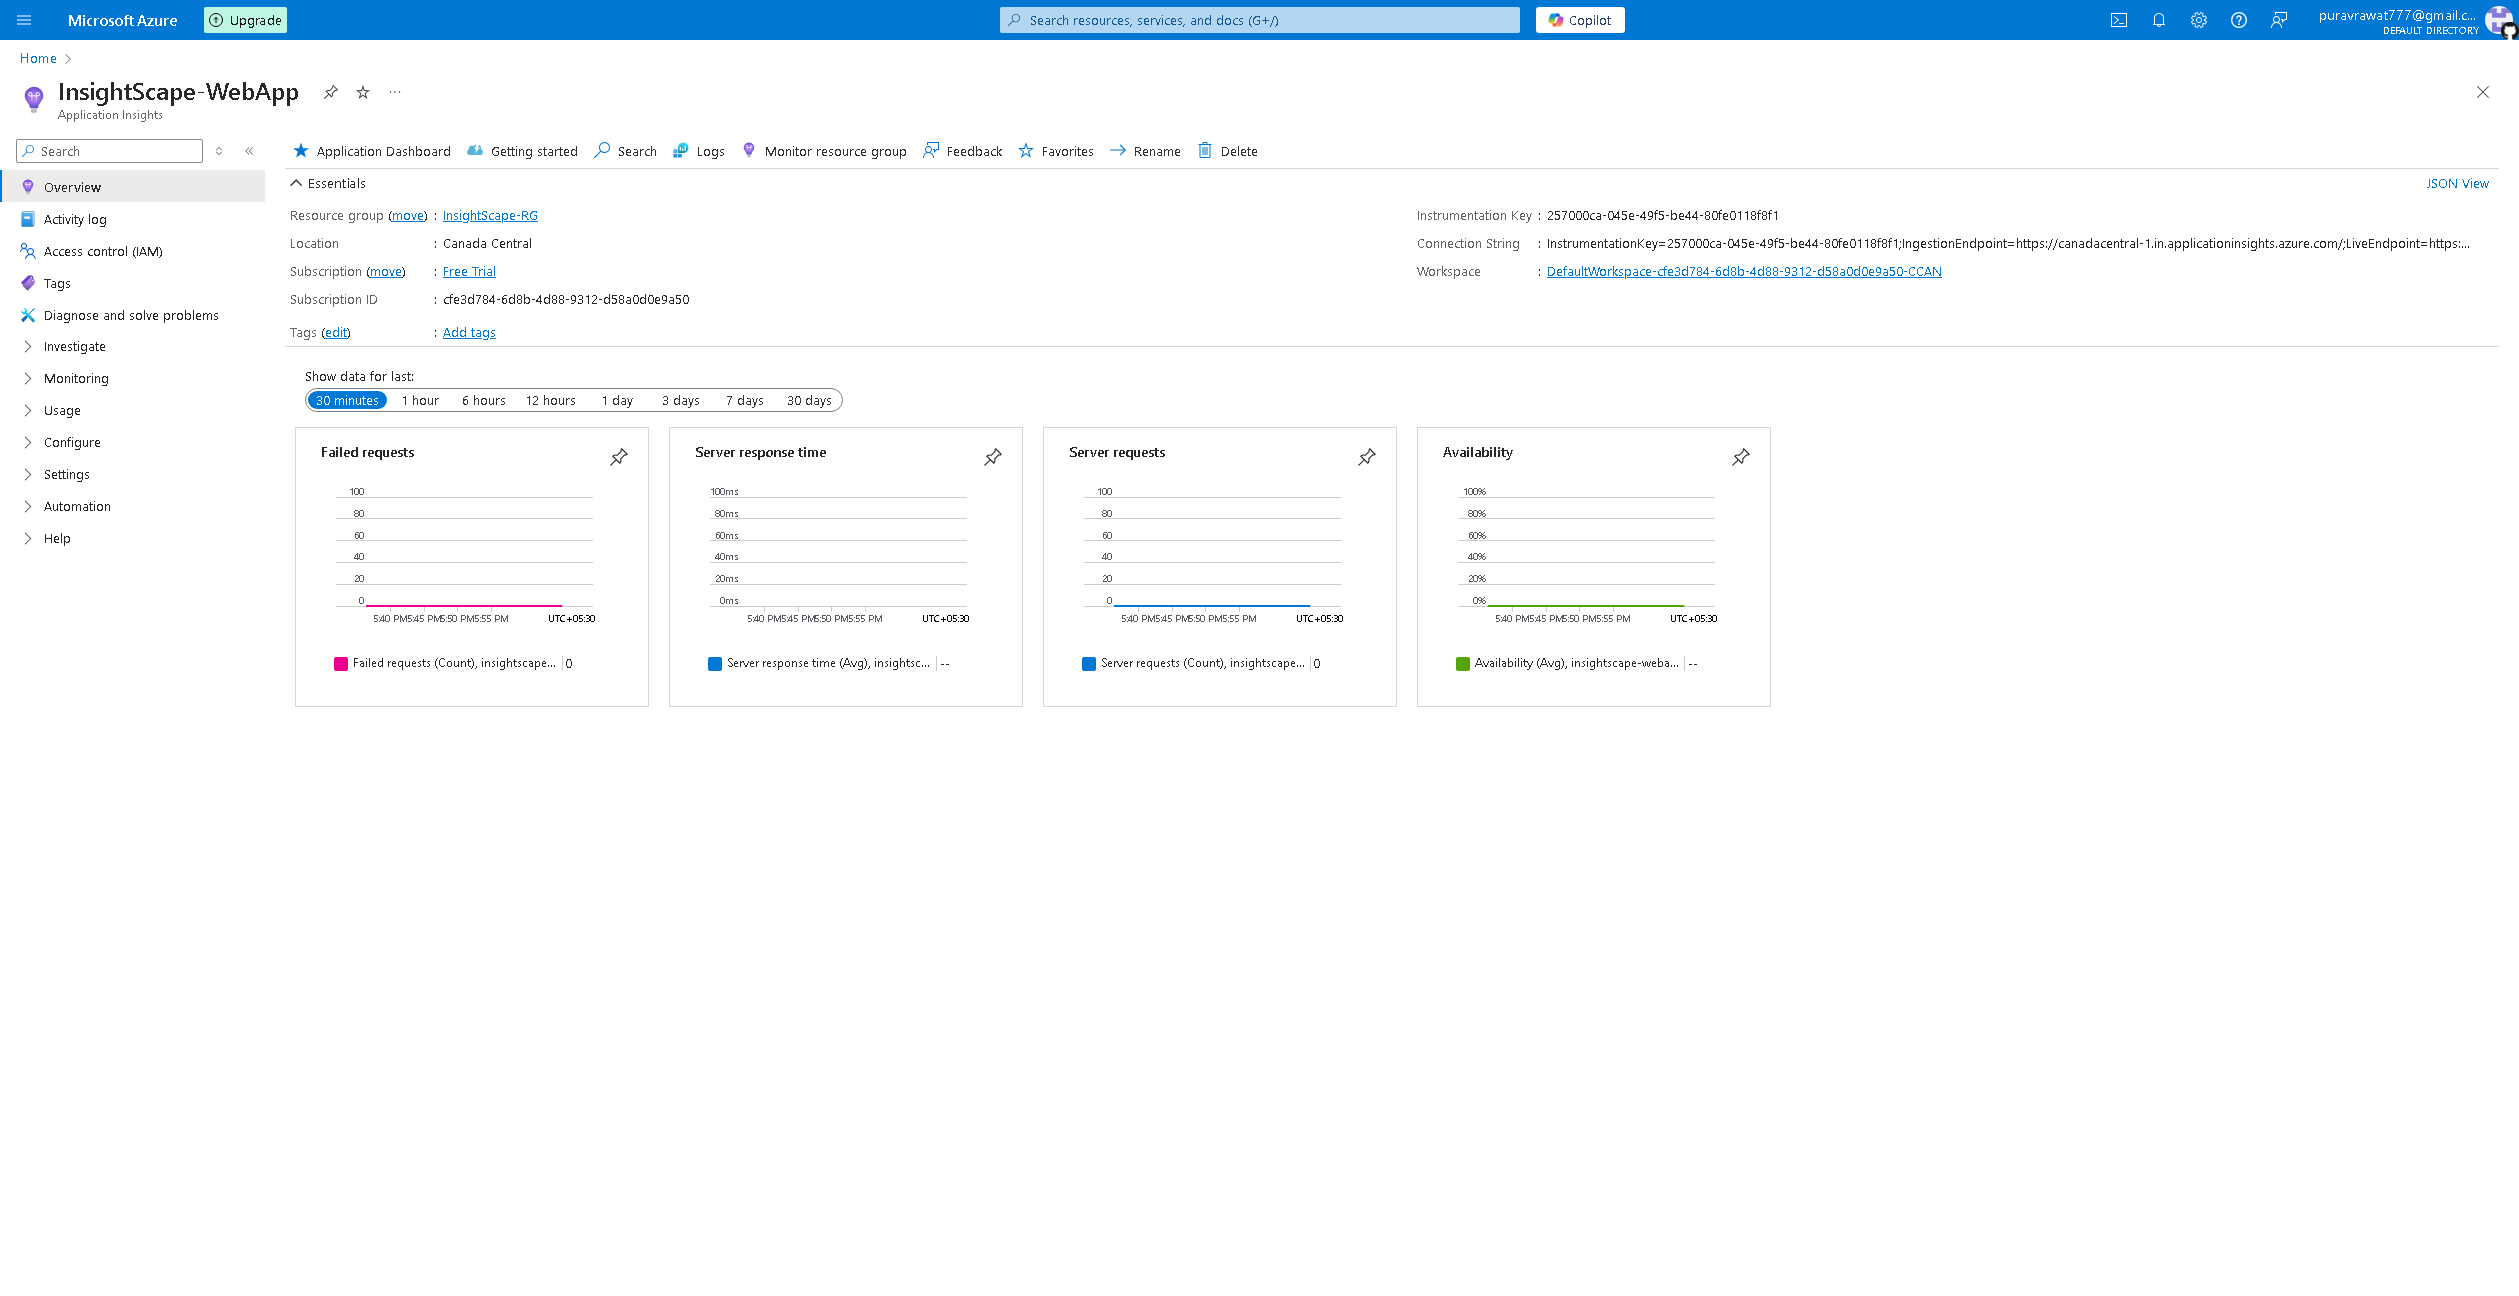 Microsoft Azure
Upgrade
Search resources, services, and docs (G+/)
Copilot
puravrawat777@gmail.c...
DEFAULT DIRECTORY
Home
InsightScape-WebApp
Application Insights
Search
Application Dashboard Getting started Search Logs Monitor resource group Feedback Favorites Rename Delete
Overview
Activity log
Access control (IAM)
Tags
Diagnose and solve problems
Investigate
Monitoring
Usage
Configure
Settings
Automation
Help
Essentials
JSON View
Resource group (move) : InsightScape-RG
Location : Canada Central
Subscription (move) : Free Trial
Subscription ID : cfe3d784-6d8b-4d88-9312-d58a0d0e9a50
Tags (edit) : Add tags
Instrumentation Key : 257000ca-045e-49f5-be44-80fe0118f8f1
Connection String : InstrumentationKey=257000ca-045e-49f5-be44-80fe0118f8f1;IngestionEndpoint=https://canadacentral-1.in.applicationinsights.azure.com/;LiveEndpoint=https:...
Workspace : DefaultWorkspace-cfe3d784-6d8b-4d88-9312-d58a0d0e9a50-CCAN
Show data for last:
30 minutes 1 hour 6 hours 12 hours 1 day 3 days 7 days 30 days
Failed requests
100
80
60
40
20
0
5:40 PM 5:45 PM 5:50 PM 5:55 PM UTC+05:30
Failed requests (Count), insightscape... 0
Server response time
100ms
80ms
60ms
40ms
20ms
0ms
5:40 PM 5:45 PM 5:50 PM 5:55 PM UTC+05:30
Server response time (Avg), insightsc... --
Server requests
100
80
60
40
20
0
5:40 PM 5:45 PM 5:50 PM 5:55 PM UTC+05:30
Server requests (Count), insightscape... 0
Availability
100%
80%
60%
40%
20%
0%
5:40 PM 5:45 PM 5:50 PM 5:55 PM UTC+05:30
Availability (Avg), insightscape-weba... --